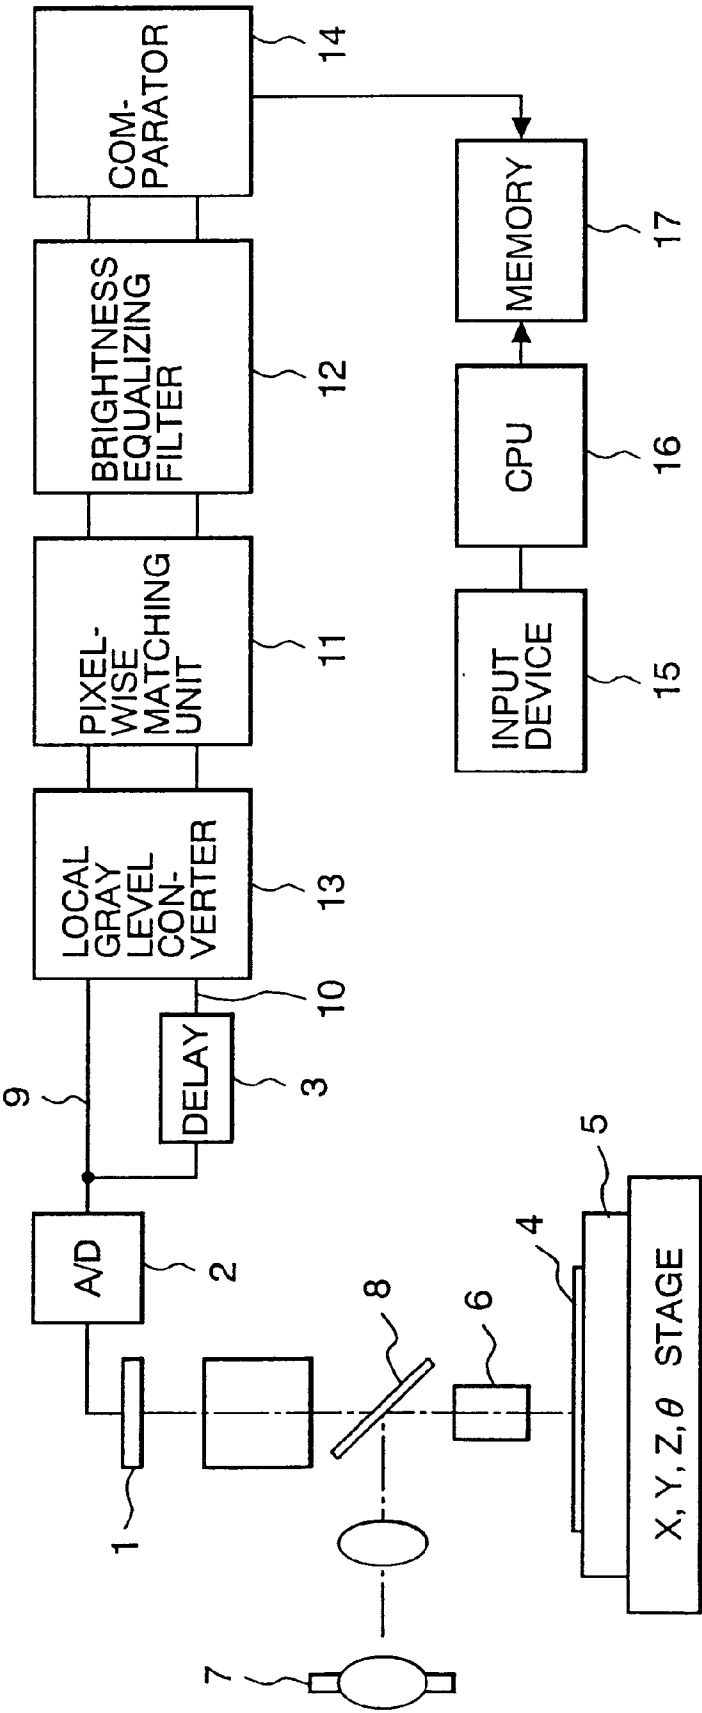 9
A/D
2
DELAY
3
10
LOCAL
GRAY
LEVEL
CON-
VERTER
13
PIXEL-
WISE
MATCHING
UNIT
11
BRIGHTNESS
EQUALIZING
FILTER
12
COM-
PARATOR
14
1
8
7
6
4
5
X, Y, Z, θ STAGE
INPUT
DEVICE
15
CPU
16
MEMORY
17